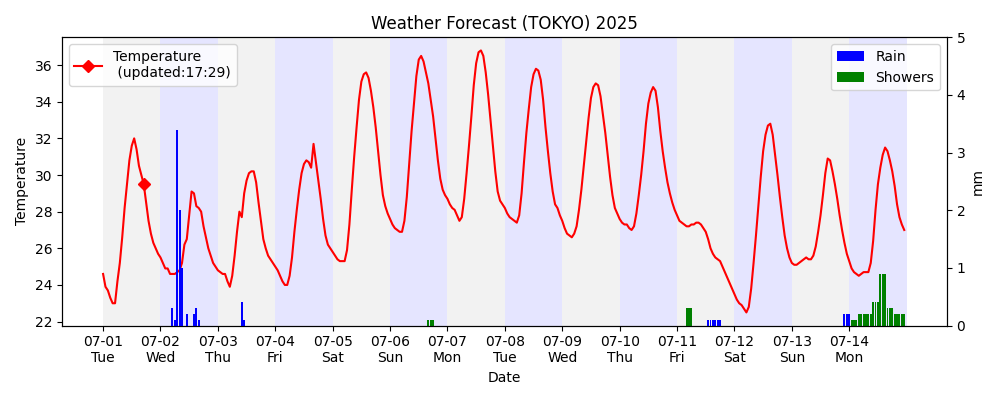 Weather Forecast (TOKYO) 2025
Temperature
(updated:17:29)
Rain
Showers
36
34
32
30
28
26
24
22
Temperature
5
4
3
2
1
0
mm
07-01 07-02 07-03 07-04 07-05 07-06 07-07 07-08 07-09 07-10 07-11 07-12 07-13 07-14
Tue Wed Thu Fri Sat Sun Mon Tue Wed Thu Fri Sat Sun Mon
Date